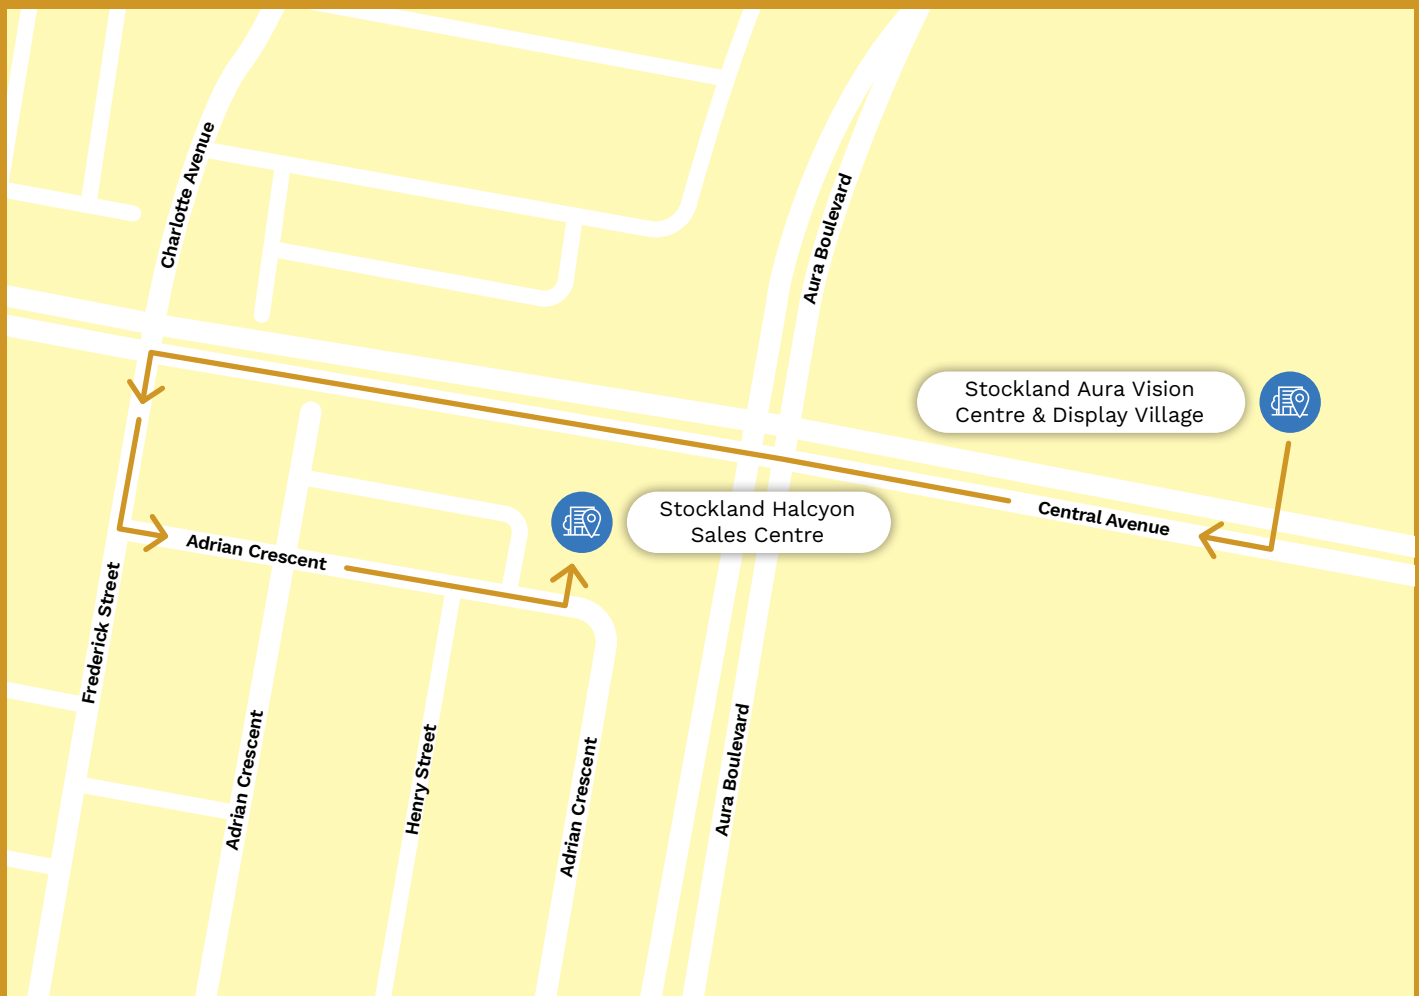 Charlotte Avenue
Aura Boulevard
Stockland Aura Vision
Centre & Display Village
Stockland Halcyon
Sales Centre
Central Avenue
Adrian Crescent
Frederick Street
Adrian Crescent
Henry Street
Adrian Crescent
Aura Boulevard